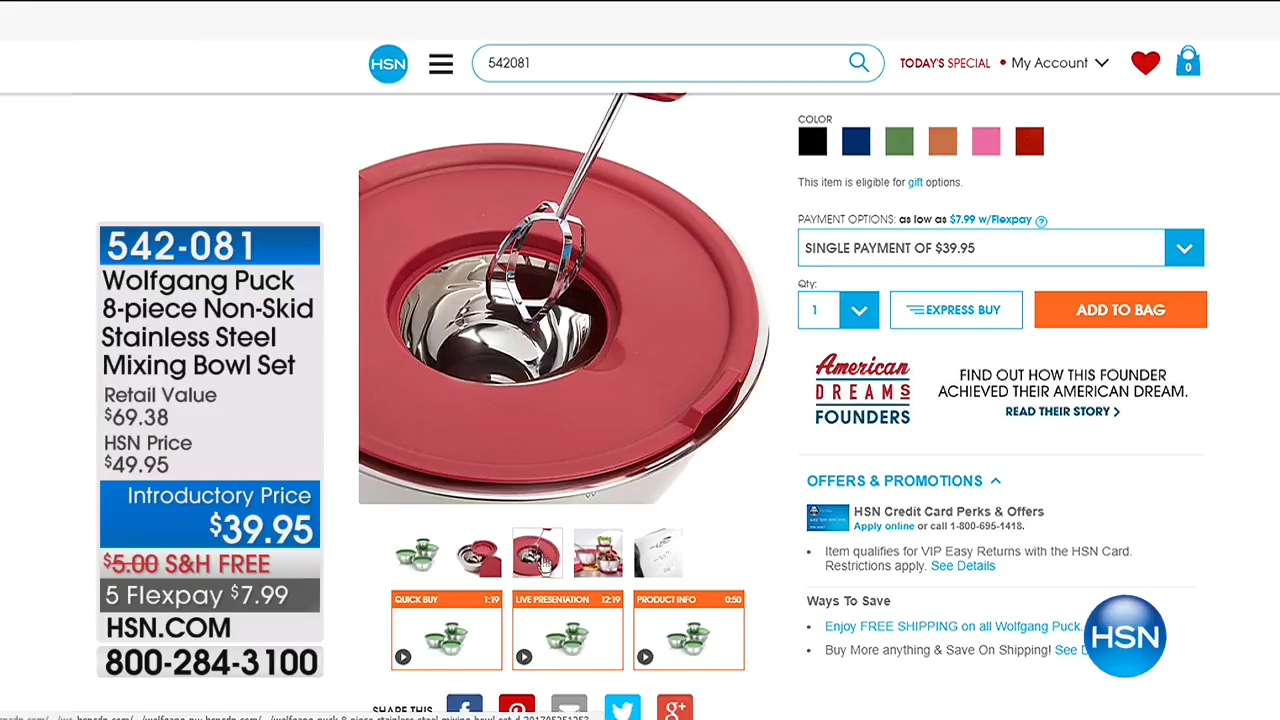 HSN
542081
TODAY'S SPECIAL
My Account
0
COLOR
This item is eligible for gift options.
PAYMENT OPTIONS: as low as $7.99 w/Flexpay ?
SINGLE PAYMENT OF $39.95
Qty:
1
EXPRESS BUY
ADD TO BAG
American
DREAMS
FOUNDERS
FIND OUT HOW THIS FOUNDER
ACHIEVED THEIR AMERICAN DREAM.
READ THEIR STORY >
OFFERS & PROMOTIONS
HSN Credit Card Perks & Offers
Apply online or call 1-800-695-1418.
• Item qualifies for VIP Easy Returns with the HSN Card.
Restrictions apply. See Details
Ways To Save
• Enjoy FREE SHIPPING on all Wolfgang Puck.
• Buy More anything & Save On Shipping! See
HSN
542-081
Wolfgang Puck
8-piece Non-Skid
Stainless Steel
Mixing Bowl Set
Retail Value
$69.38
HSN Price
$49.95
Introductory Price
$39.95
$5.00 S&H FREE
5 Flexpay $7.99
HSN.COM
800-284-3100
QUICK BUY 1:19
LIVE PRESENTATION 12:19
PRODUCT INFO 0:50
SHARE THIS